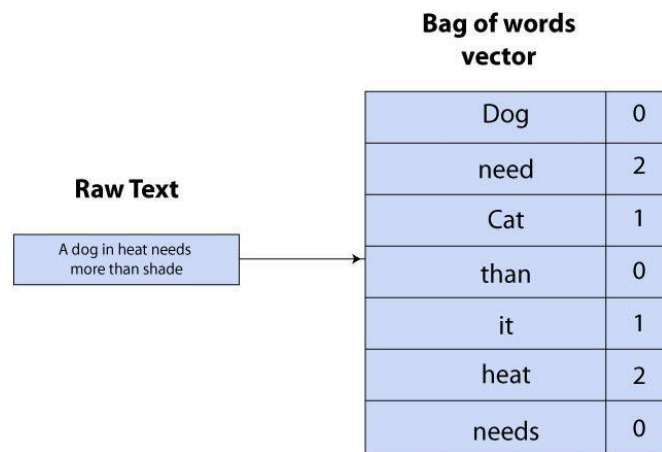 Bag of words
vector
Raw Text
A dog in heat needs
more than shade
Dog 0
need 2
Cat 1
than 0
it 1
heat 2
needs 0